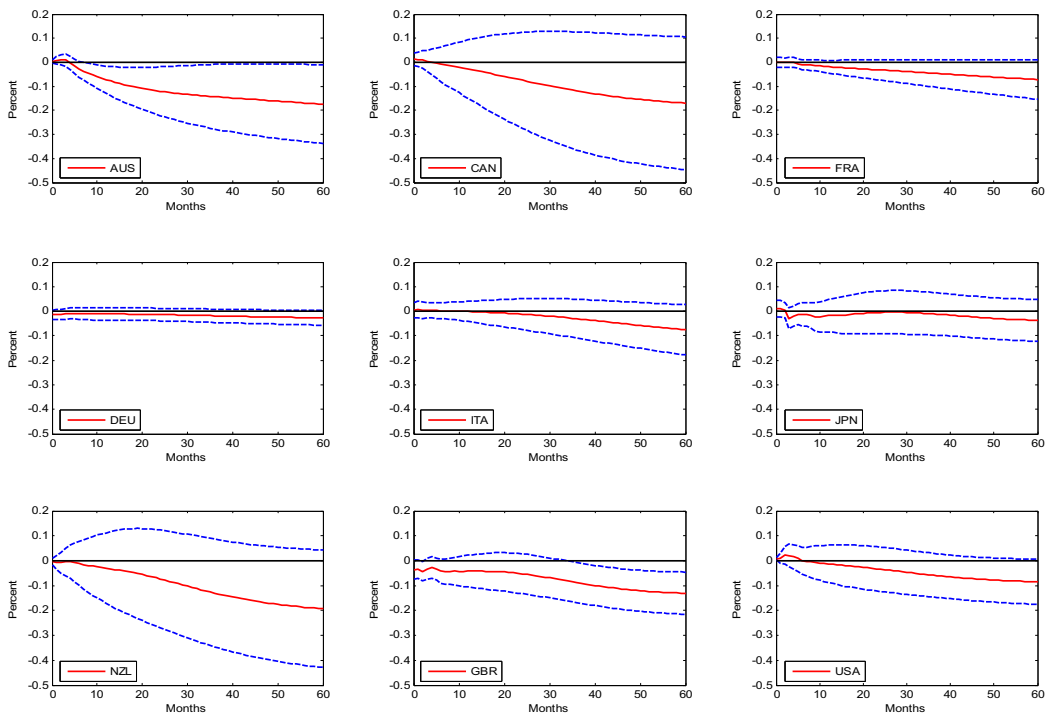 0.2 0.2 0.2
0.1 0.1 0.1
0 0 0
-0.1 -0.1 -0.1
-0.2 -0.2 -0.2
-0.3 -0.3 -0.3
-0.4 -0.4 -0.4
-0.5 -0.5 -0.5
Percent Percent Percent
AUS CAN FRA
0 10 20 30 40 50 60 0 10 20 30 40 50 60 0 10 20 30 40 50 60
Months Months Months
0.2 0.2 0.2
0.1 0.1 0.1
0 0 0
-0.1 -0.1 -0.1
-0.2 -0.2 -0.2
-0.3 -0.3 -0.3
-0.4 -0.4 -0.4
-0.5 -0.5 -0.5
Percent Percent Percent
DEU ITA JPN
0 10 20 30 40 50 60 0 10 20 30 40 50 60 0 10 20 30 40 50 60
Months Months Months
0.2 0.2 0.2
0.1 0.1 0.1
0 0 0
-0.1 -0.1 -0.1
-0.2 -0.2 -0.2
-0.3 -0.3 -0.3
-0.4 -0.4 -0.4
-0.5 -0.5 -0.5
Percent Percent Percent
NZL GBR USA
0 10 20 30 40 50 60 0 10 20 30 40 50 60 0 10 20 30 40 50 60
Months Months Months